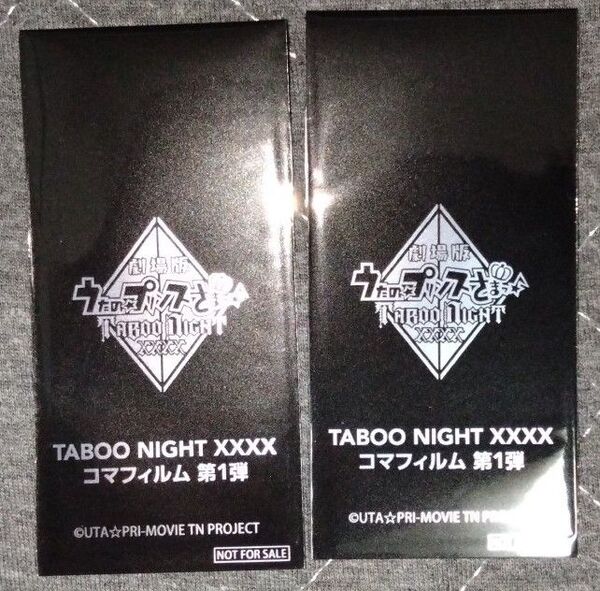 劇場版
うたの☆プリンスさまっ♪
TABOO NIGHT
XXXX
TABOO NIGHT XXXX
コマフィルム 第1弾
©UTA☆PRI-MOVIE TN PROJECT
NOT FOR SALE
劇場版
うたの☆プリンスさまっ♪
TABOO NIGHT
XXXX
TABOO NIGHT XXXX
コマフィルム 第1弾
©UTA☆PRI-MOVIE TN PROJECT